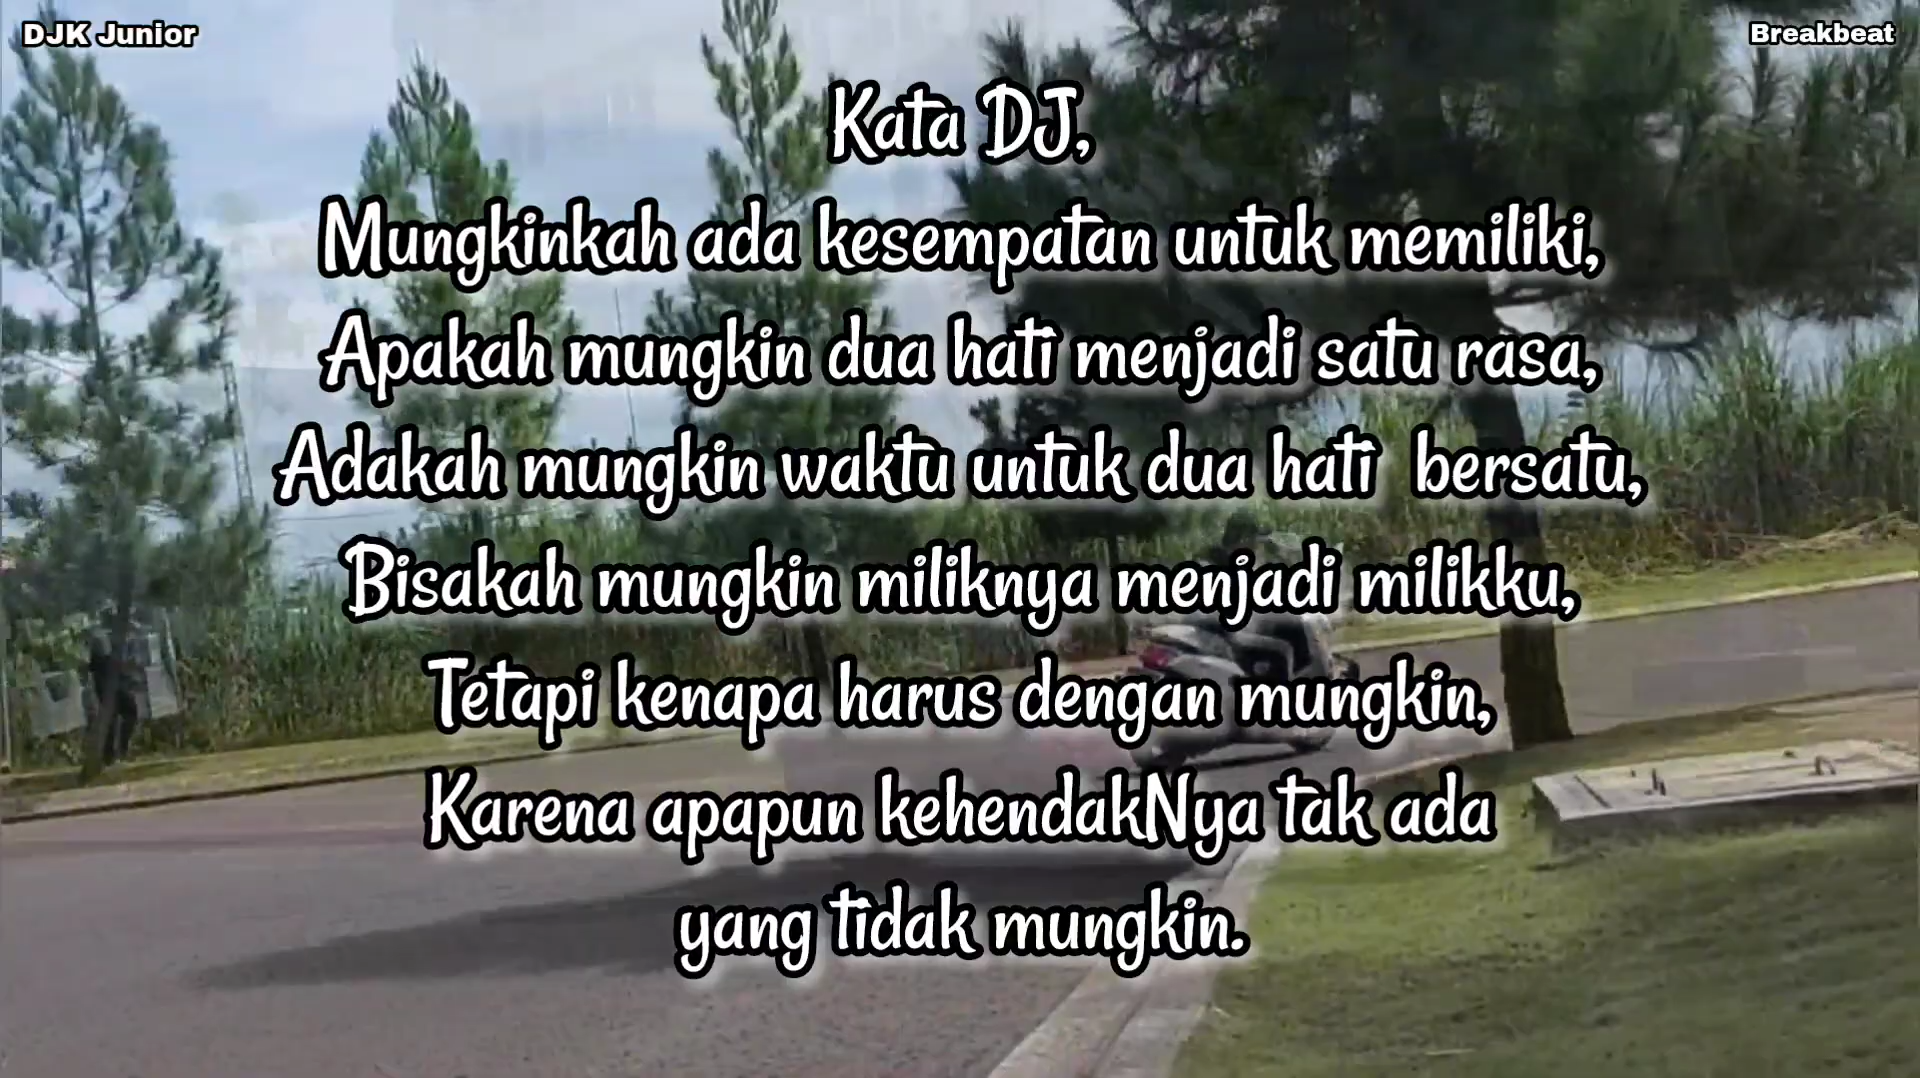 DJK Junior
Breakbeat
Kata DJ,
Mungkinkah ada kesempatan untuk memiliki,
Apakah mungkin dua hati menjadi satu rasa,
Adakah mungkin waktu untuk dua hati bersatu,
Bisakah mungkin miliknya menjadi milikku,
Tetapi kenapa harus dengan mungkin,
Karena apapun kehendakNya tak ada
yang tidak mungkin.